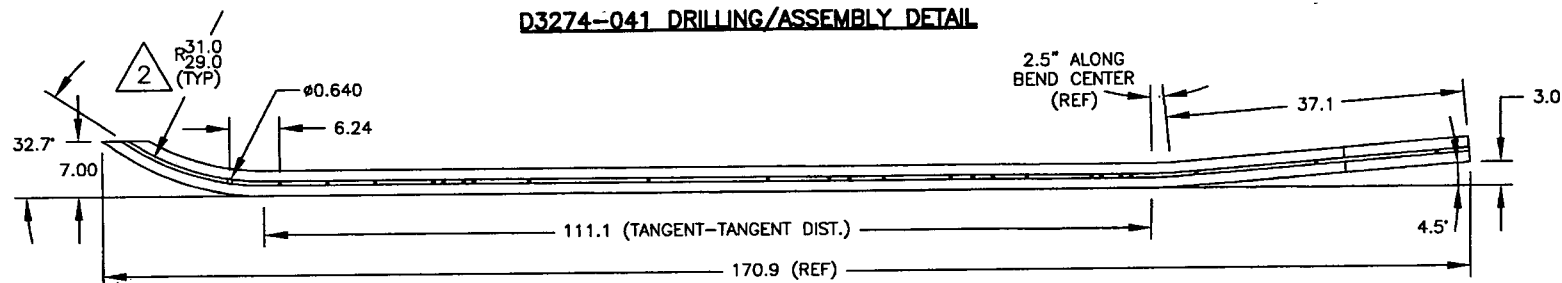 D3274-041 DRILLING/ASSEMBLY DETAIL
2
R31.0
29.0
(TYP)
ø0.640
2.5" ALONG
BEND CENTER
(REF)
37.1
3.0
6.24
32.7°
7.00
111.1 (TANGENT-TANGENT DIST.)
4.5°
170.9 (REF)